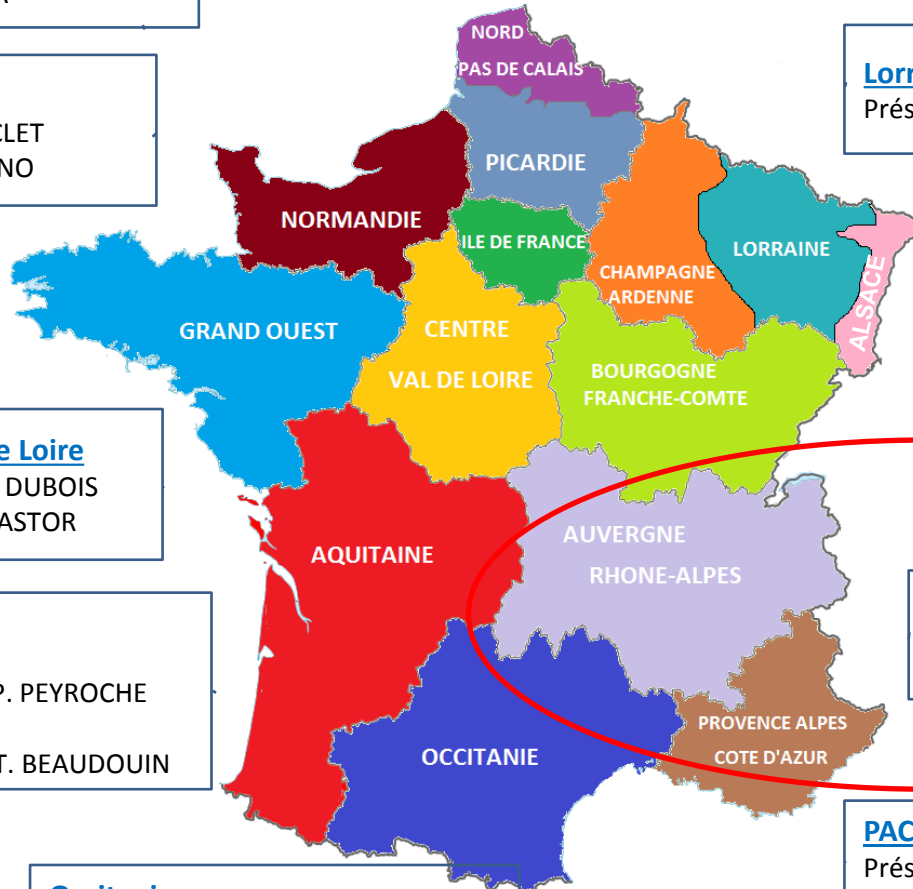 NORD
PAS DE CALAIS
Lorr
Prés
CLET
NO
PICARDIE
NORMANDIE
ILE DE FRANCE
LORRAINE
CHAMPAGNE
ARDENNE
ALSACE
GRAND OUEST
CENTRE
VAL DE LOIRE
BOURGOGNE
FRANCHE-COMTE
e Loire
DUBOIS
ASTOR
AQUITAINE
AUVERGNE
RHONE-ALPES
P. PEYROCHE
T. BEAUDOUIN
OCCITANIE
PROVENCE ALPES
COTE D'AZUR
PAC
Prés